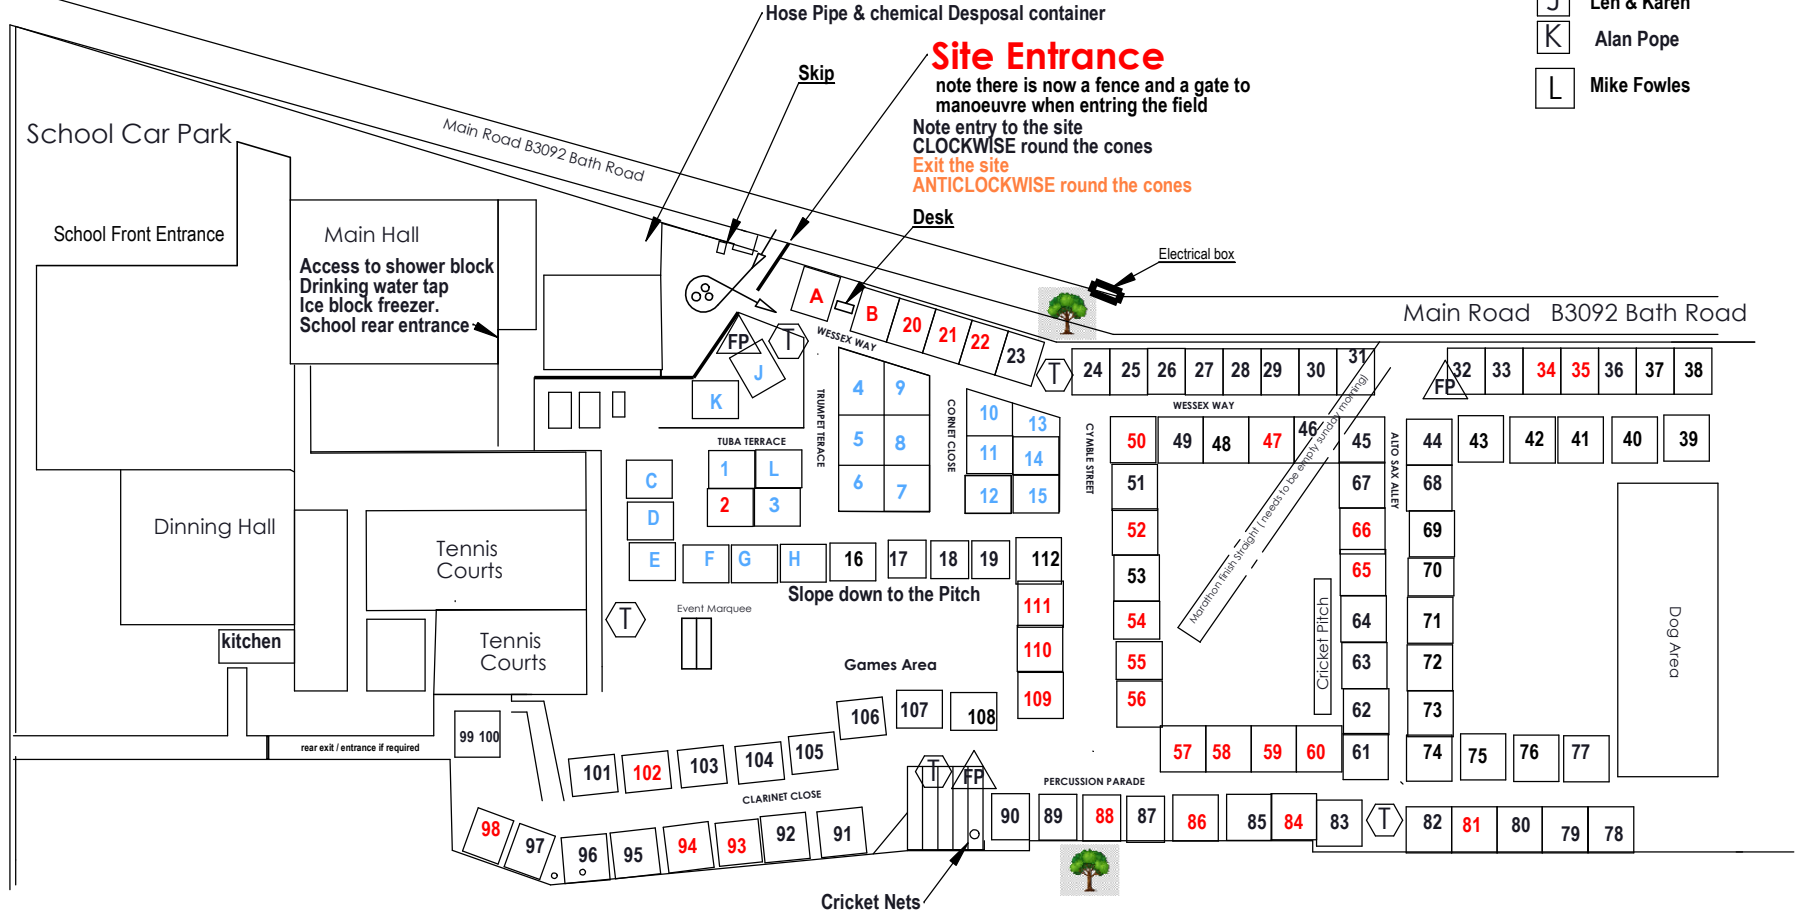 Hose Pipe & chemical Desposal container
J Len & Karen
K Alan Pope
L Mike Fowles
Site Entrance
note there is now a fence and a gate to
manoeuvre when entring the field
Note entry to the site
CLOCKWISE round the cones
Exit the site
ANTICLOCKWISE round the cones
Skip
Desk
School Car Park
Main Road B3092 Bath Road
School Front Entrance
Main Hall
Access to shower block
Drinking water tap
Ice block freezer.
School rear entrance
Electrical box
Main Road B3092 Bath Road
A
B
20
21
22
23
WESSEX WAY
FP
T
J
K
T
24
25
26
27
28
29
30
31
FP
32
33
34
35
36
37
38
WESSEX WAY
TUBA TERRACE
TRUMPET TERACE
CORNET CLOSE
CYMBLE STREET
ALTO SAX ALLEY
4
9
5
8
6
7
10
13
11
14
12
15
1
L
2
3
C
D
E
F
G
H
16
17
18
19
112
111
110
109
50
49
48
47
46
45
44
43
42
41
40
39
51
52
53
54
55
56
57
58
59
60
61
67
66
65
64
63
62
68
69
70
71
72
73
74
75
76
77
Marathon finish Straight ( needs to be empty sunday morning)
Cricket Pitch
Dog Area
Dinning Hall
Tennis
Courts
Tennis
Courts
kitchen
T
Event Marquee
Slope down to the Pitch
Games Area
106
107
108
99 100
rear exit / entrance if required
101
102
103
104
105
CLARINET CLOSE
T
FP
PERCUSSION PARADE
98
97
96
95
94
93
92
91
90
89
88
87
86
85
84
83
T
82
81
80
79
78
Cricket Nets